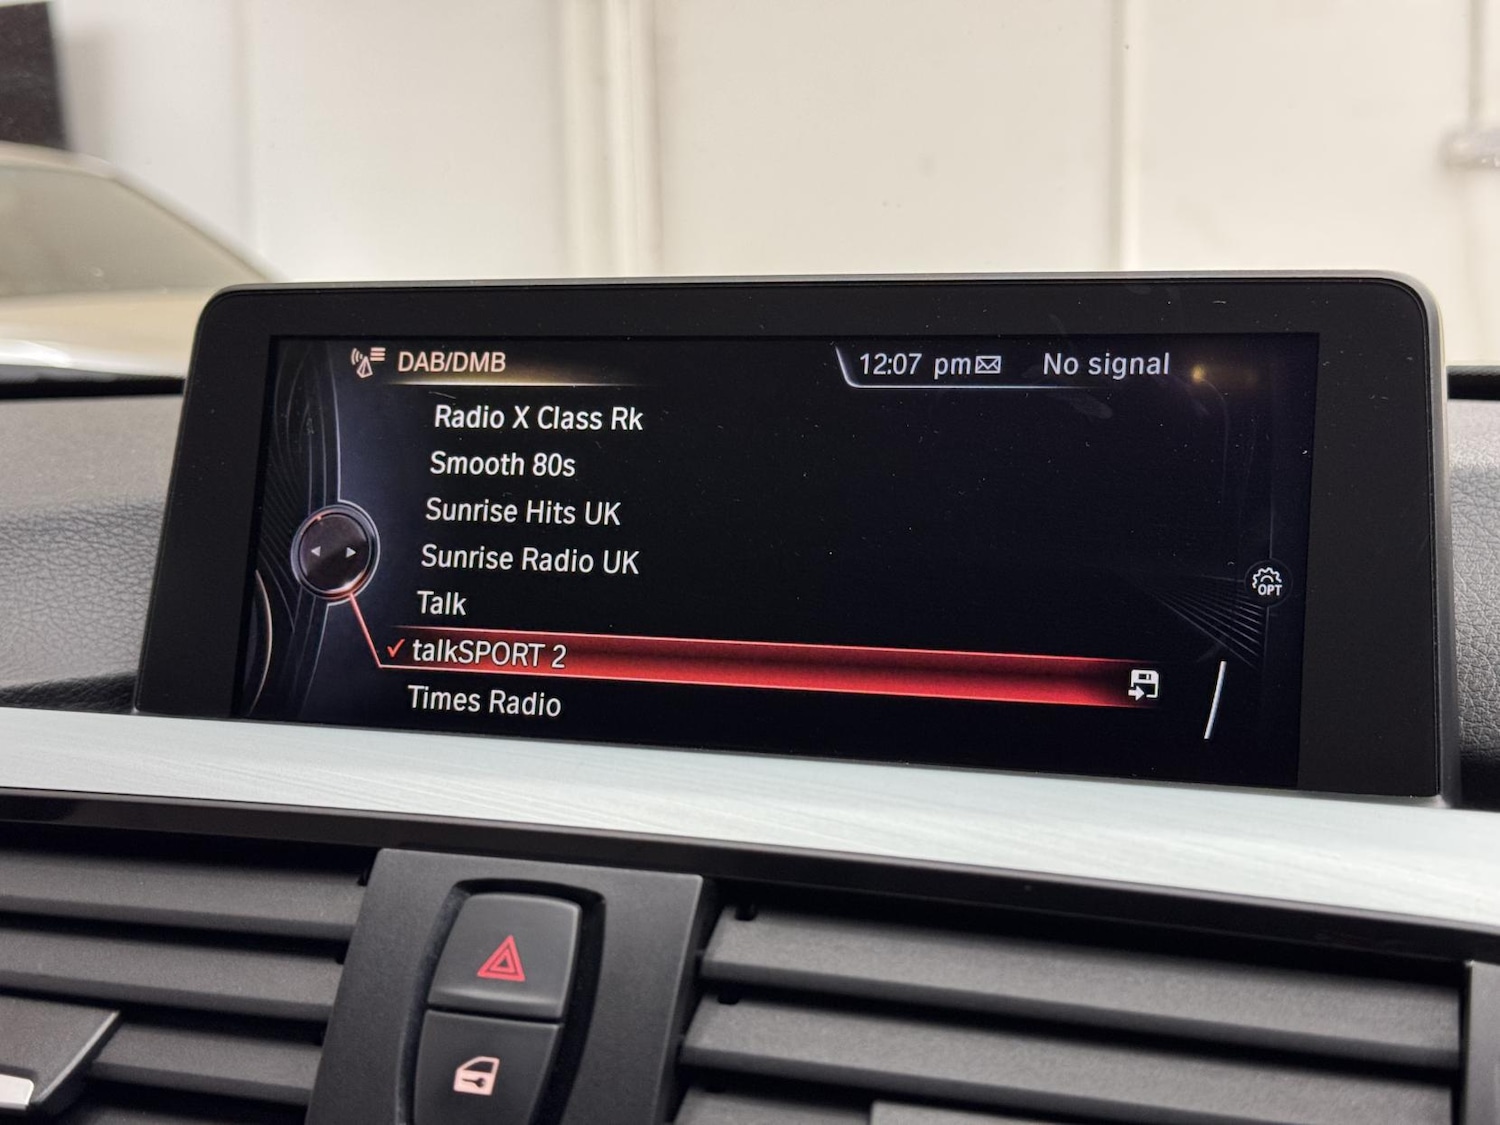 DAB/DMB
12:07 pm No signal
Radio X Class Rk
Smooth 80s
Sunrise Hits UK
Sunrise Radio UK
Talk
talkSPORT 2
Times Radio
OPT